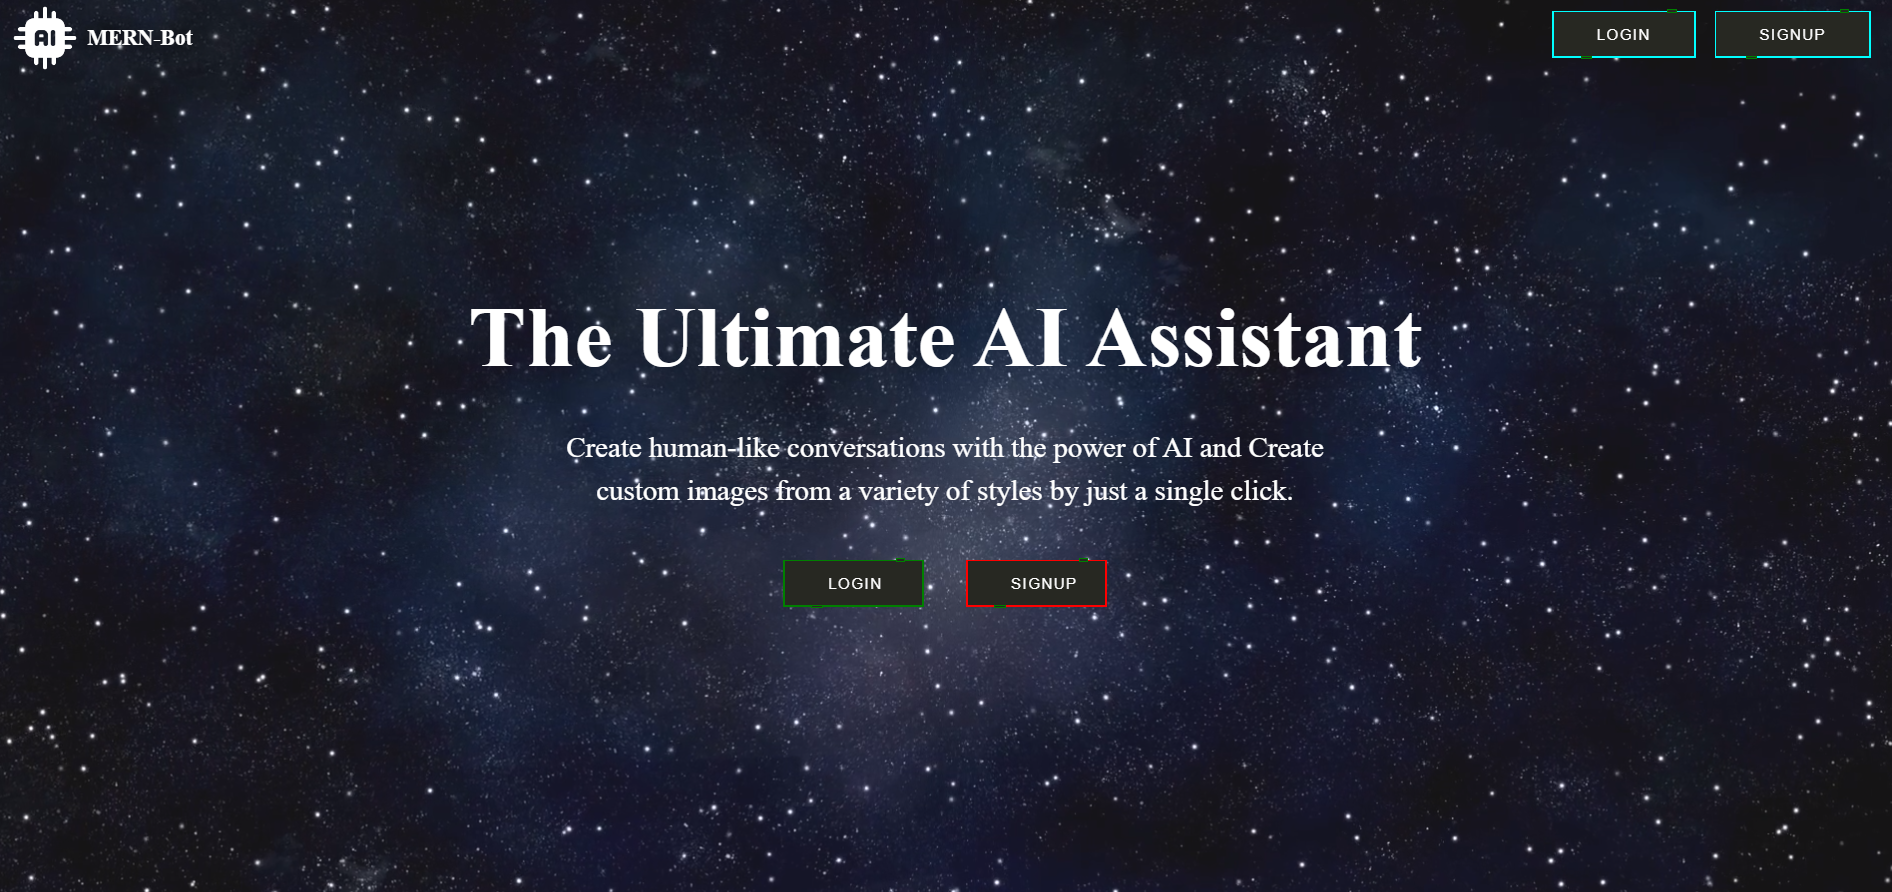 AI MERN-Bot
LOGIN
SIGNUP
The Ultimate AI Assistant
Create human-like conversations with the power of AI and Create
custom images from a variety of styles by just a single click.
LOGIN
SIGNUP